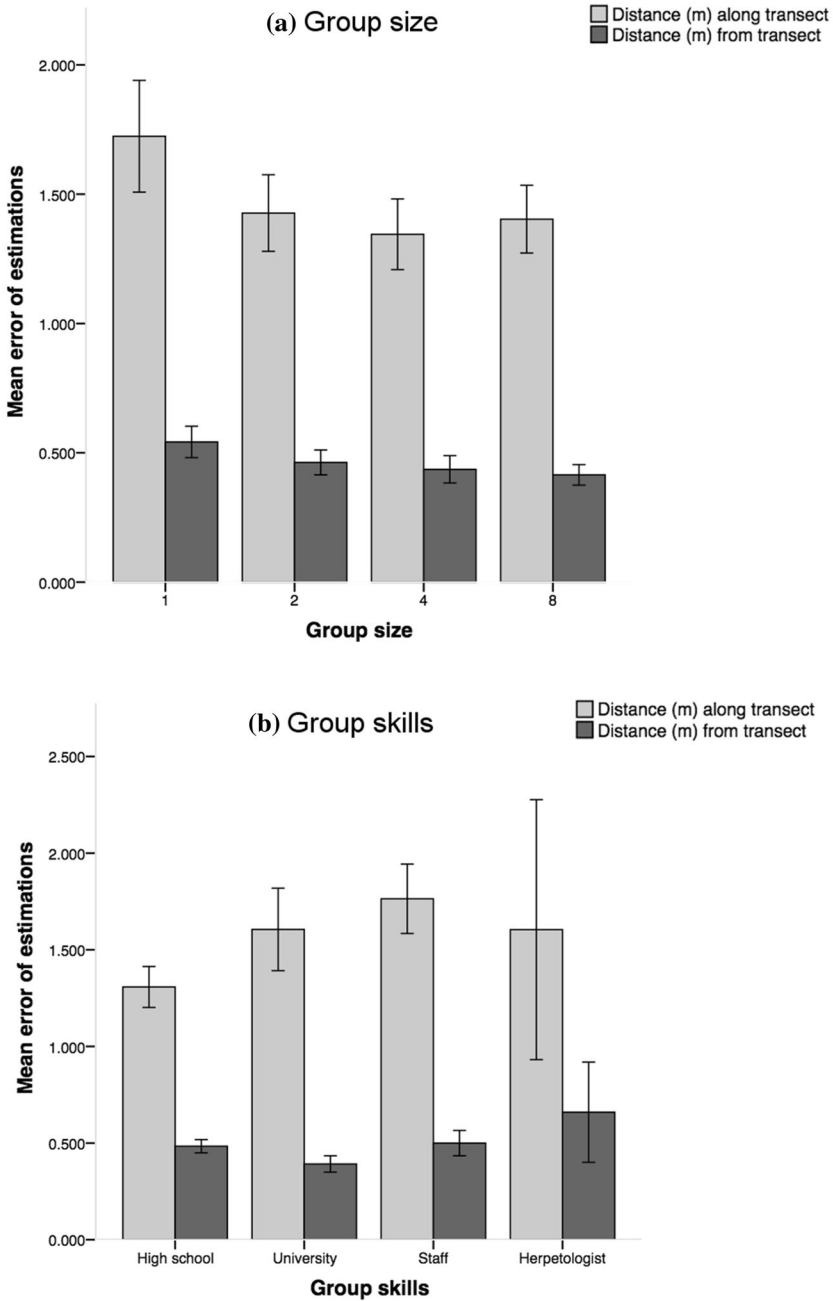 (a) Group size
Distance (m) along transect
Distance (m) from transect
2.000
1.500
1.000
0.500
0.000
Mean error of estimations
1 2 4 8
Group size
(b) Group skills
Distance (m) along transect
Distance (m) from transect
2.500
2.000
1.500
1.000
0.500
0.000
Mean error of estimations
High school University Staff Herpetologist
Group skills